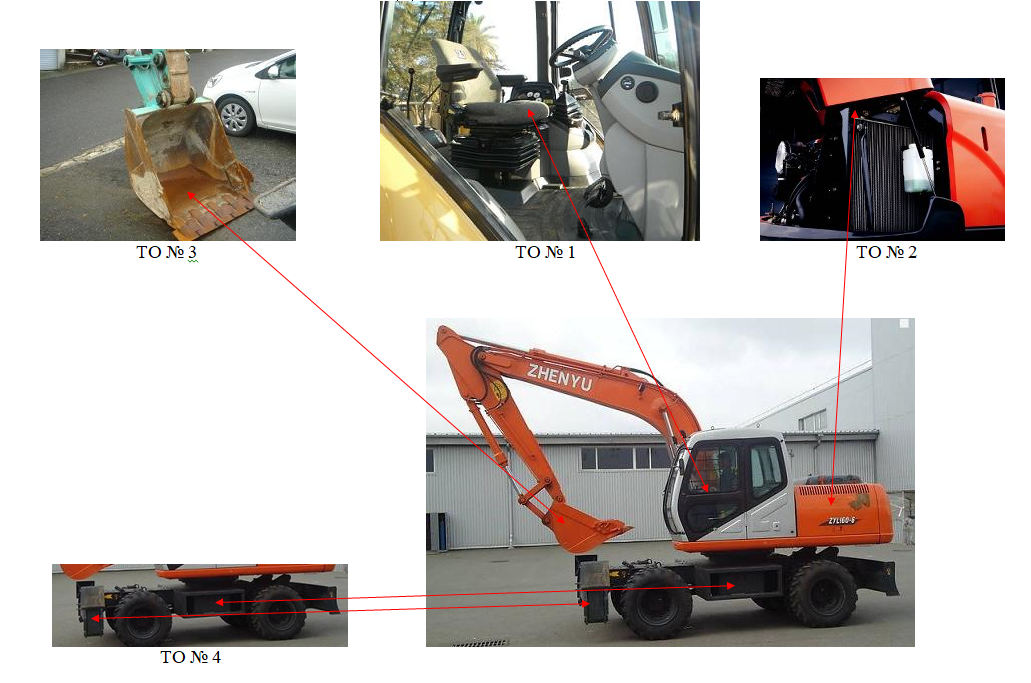 ТО № 3
ТО № 1
ТО № 2
ZHENYU
ZYL160-6
ТО № 4